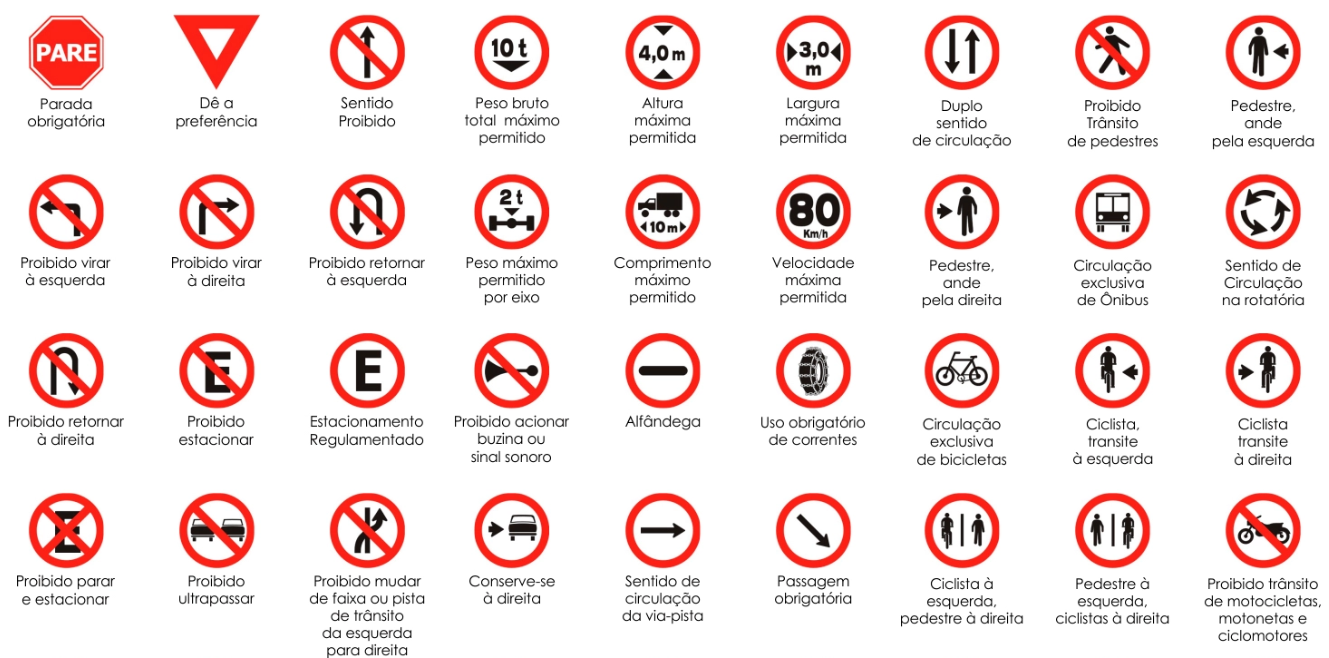 PARE
Parada
obrigatória
Dê a
preferência
Sentido
Proibido
10 t
Peso bruto
total máximo
permitido
4,0 m
Altura
máxima
permitida
3,0
m
Largura
máxima
permitida
Duplo
sentido
de circulação
Proibido
Trânsito
de pedestres
Pedestre,
ande
pela esquerda
Proibido virar
à esquerda
Proibido virar
à direita
Proibido retornar
à esquerda
2 t
Peso máximo
permitido
por eixo
10 m
Comprimento
máximo
permitido
80
Km/h
Velocidade
máxima
permitida
Pedestre,
ande
pela direita
Circulação
exclusiva
de Ônibus
Sentido de
Circulação
na rotatória
Proibido retornar
à direita
E
Proibido
estacionar
E
Estacionamento
Regulamentado
Proibido acionar
buzina ou
sinal sonoro
Alfândega
Uso obrigatório
de correntes
Circulação
exclusiva
de bicicletas
Ciclista,
transite
à esquerda
Ciclista
transite
à direita
E
Proibido parar
e estacionar
Proibido
ultrapassar
Proibido mudar
de faixa ou pista
de trânsito
da esquerda
para direita
Conserve-se
à direita
Sentido de
circulação
da via-pista
Passagem
obrigatória
Ciclista à
esquerda,
pedestre à direita
Pedestre à
esquerda,
ciclistas à direita
Proibido trânsito
de motocicletas,
motonetas e
ciclomotores